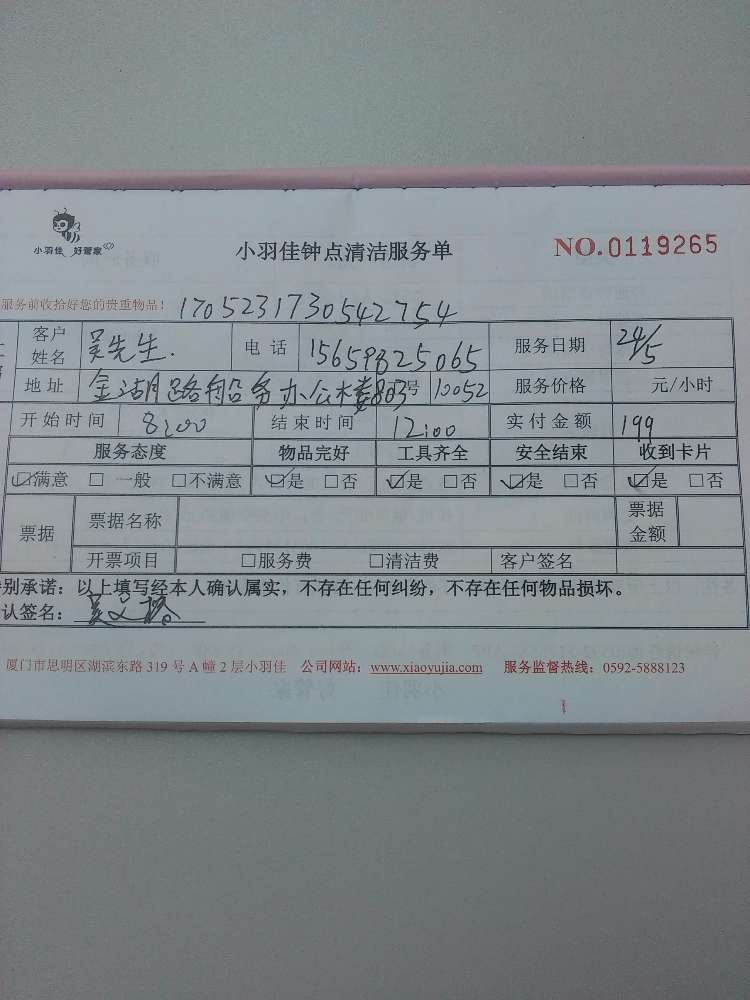 小羽佳 好管家
小羽佳钟点清洁服务单
NO.0119265
服务前收拾好您的贵重物品! 1705231730542754
客户姓名 吴先生. 电话 15659825065 服务日期 24/5
地址 金湖路船务办公楼803号 10052 服务价格 元/小时
开始时间 8:00 结束时间 12:00 实付金额 199
服务态度 物品完好 工具齐全 安全结束 收到卡片
☑满意 □一般 □不满意 ☑是 □否 ☑是 □否 ☑是 □否 ☑是 □否
票据 票据名称 票据金额
开票项目 □服务费 □清洁费 客户签名
别承诺：以上填写经本人确认属实，不存在任何纠纷，不存在任何物品损坏。
认签名：
厦门市思明区湖滨东路 319 号 A 幢 2 层小羽佳 公司网站：www.xiaoyujia.com 服务监督热线：0592-5888123